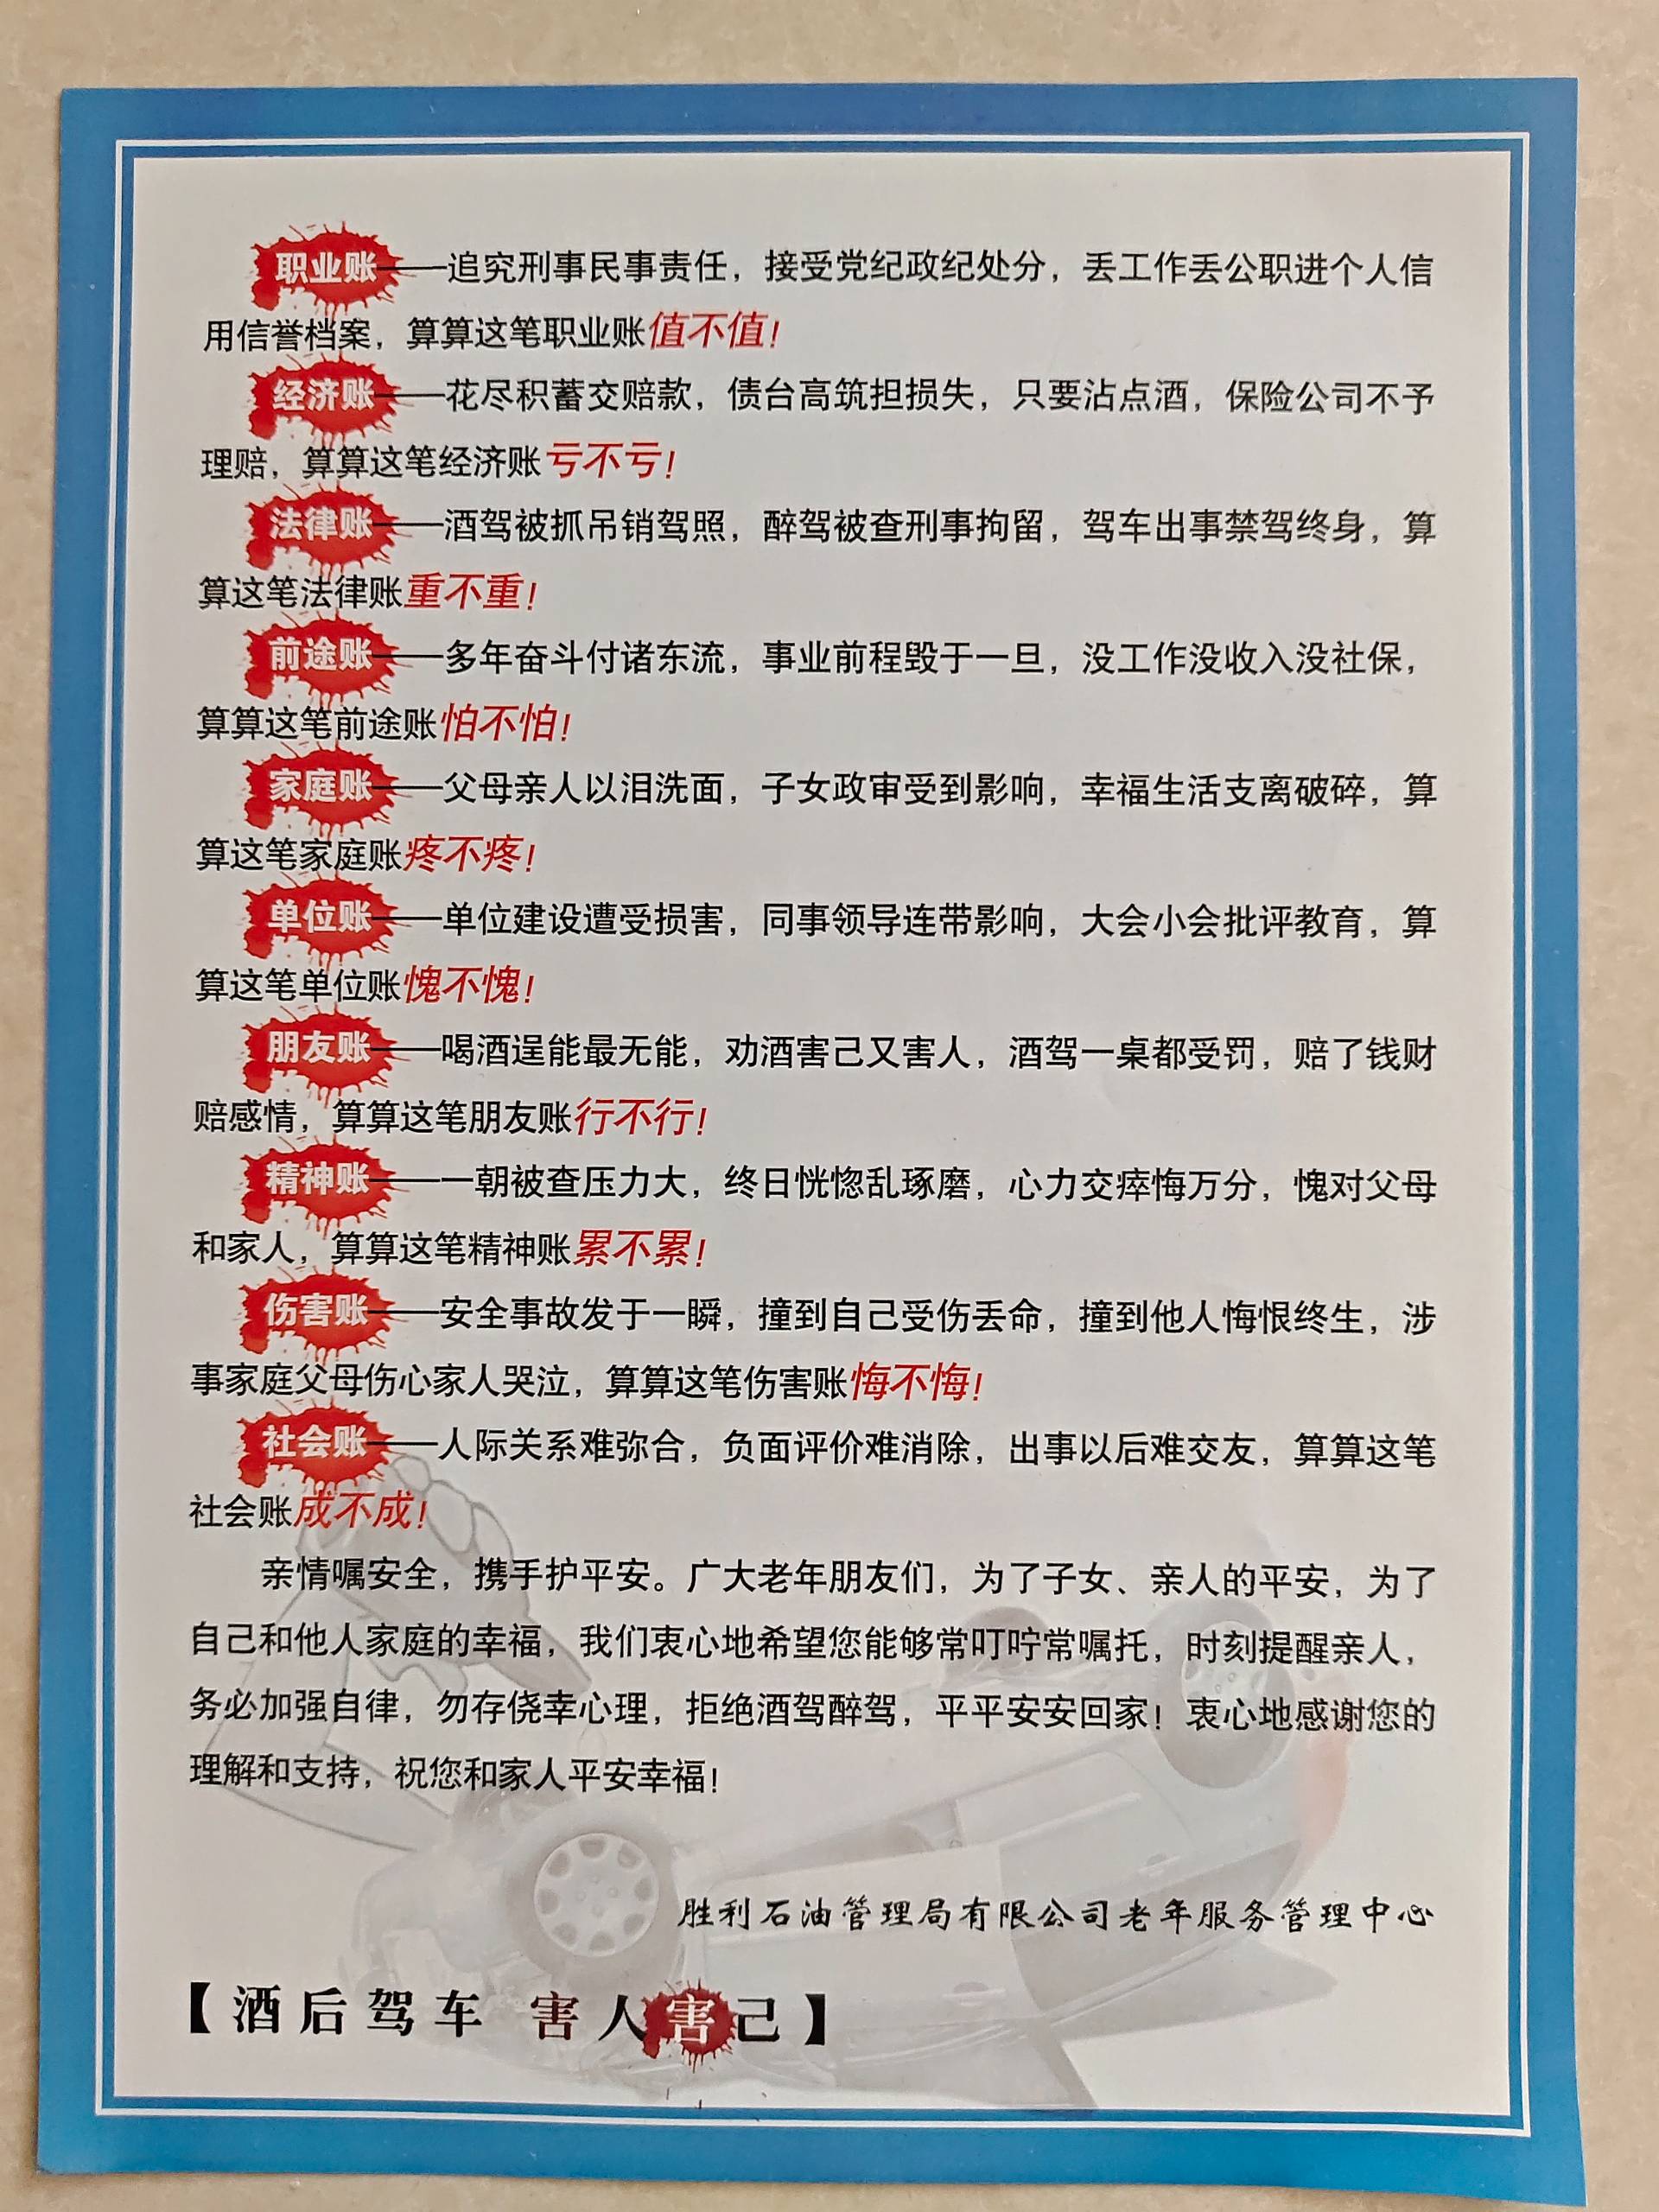 职业账——追究刑事民事责任，接受党纪政纪处分，丢工作丢公职进个人信
用信誉档案，算算这笔职业账值不值！
经济账——花尽积蓄交赔款，债台高筑担损失，只要沾点酒，保险公司不予
理赔，算算这笔经济账亏不亏！
法律账——酒驾被抓吊销驾照，醉驾被查刑事拘留，驾车出事禁驾终身，算
算这笔法律账重不重！
前途账——多年奋斗付诸东流，事业前程毁于一旦，没工作没收入没社保，
算算这笔前途账怕不怕！
家庭账——父母亲人以泪洗面，子女政审受到影响，幸福生活支离破碎，算
算这笔家庭账疼不疼！
单位账——单位建设遭受损害，同事领导连带影响，大会小会批评教育，算
算这笔单位账愧不愧！
朋友账——喝酒逞能最无能，劝酒害己又害人，酒驾一桌都受罚，赔了钱财
赔感情，算算这笔朋友账行不行！
精神账——一朝被查压力大，终日恍惚乱琢磨，心力交瘁悔万分，愧对父母
和家人，算算这笔精神账累不累！
伤害账——安全事故发于一瞬，撞到自己受伤丢命，撞到他人悔恨终生，涉
事家庭父母伤心家人哭泣，算算这笔伤害账悔不悔！
社会账——人际关系难弥合，负面评价难消除，出事以后难交友，算算这笔
社会账成不成！
亲情嘱安全，携手护平安。广大老年朋友们，为了子女、亲人的平安，为了
自己和他人家庭的幸福，我们衷心地希望您能够常叮咛常嘱托，时刻提醒亲人，
务必加强自律，勿存侥幸心理，拒绝酒驾醉驾，平平安安回家！衷心地感谢您的
理解和支持，祝您和家人平安幸福！
胜利石油管理局有限公司老年服务管理中心
【酒后驾车 害人害己】